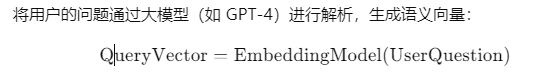 将用户的问题通过大模型（如 GPT-4）进行解析，生成语义向量：
QueryVector = EmbeddingModel(UserQuestion)